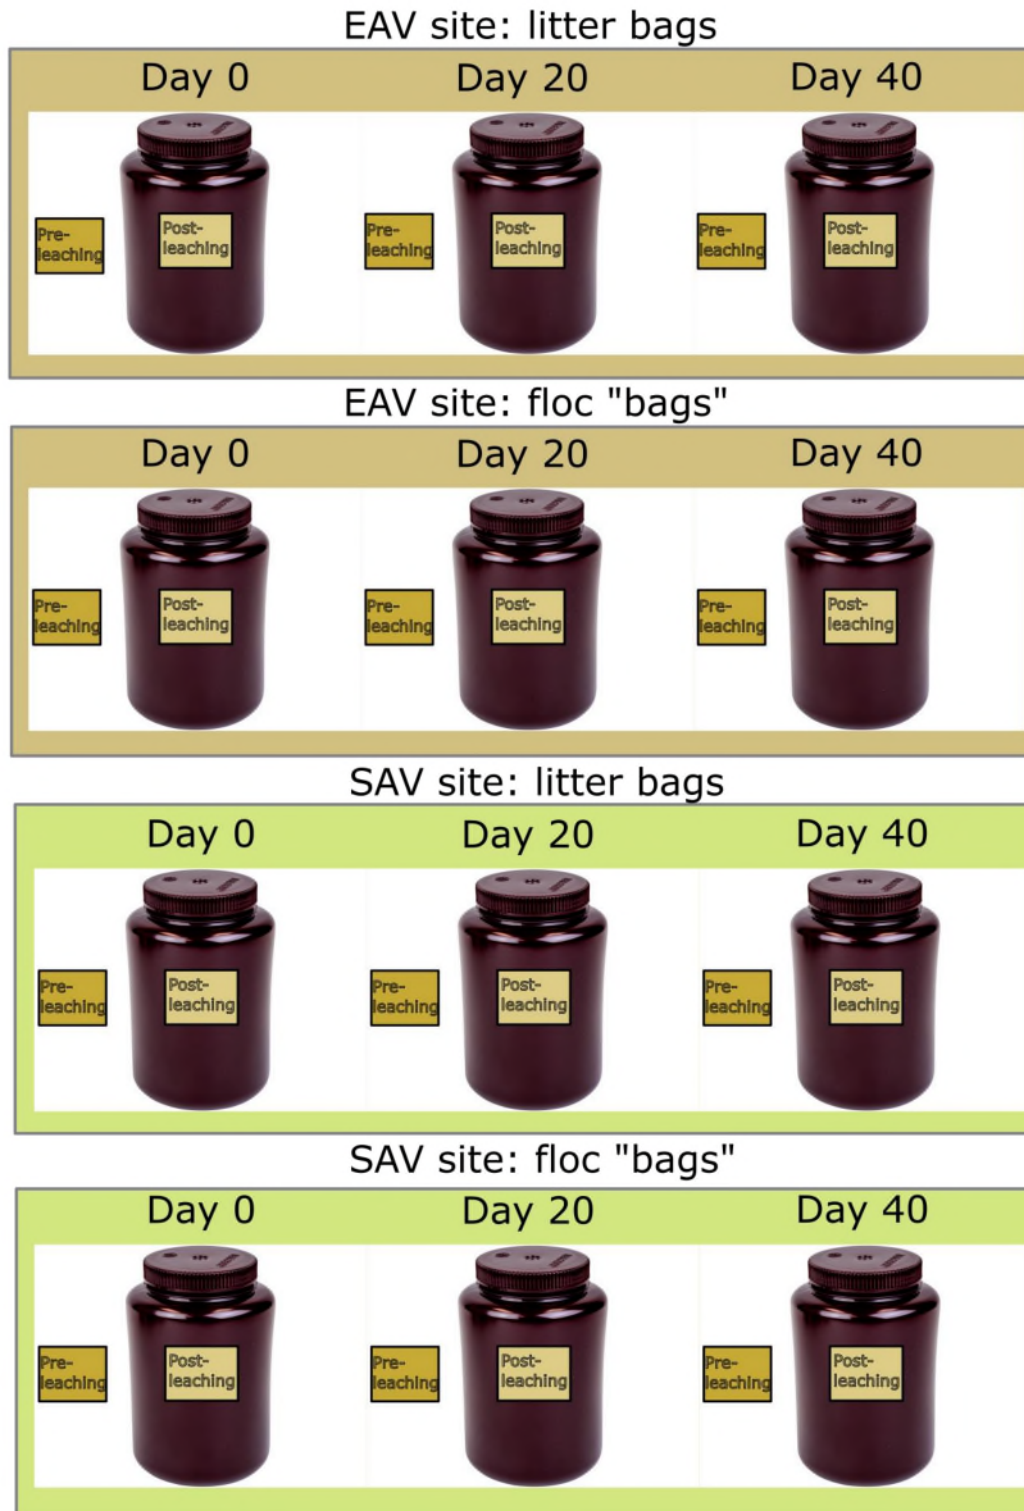 EAV site: litter bags
Day 0 Day 20 Day 40
Pre-
leaching
Post-
leaching
Pre-
leaching
Post-
leaching
Pre-
leaching
Post-
leaching
EAV site: floc "bags"
Day 0 Day 20 Day 40
Pre-
leaching
Post-
leaching
Pre-
leaching
Post-
leaching
Pre-
leaching
Post-
leaching
SAV site: litter bags
Day 0 Day 20 Day 40
Pre-
leaching
Post-
leaching
Pre-
leaching
Post-
leaching
Pre-
leaching
Post-
leaching
SAV site: floc "bags"
Day 0 Day 20 Day 40
Pre-
leaching
Post-
leaching
Pre-
leaching
Post-
leaching
Pre-
leaching
Post-
leaching